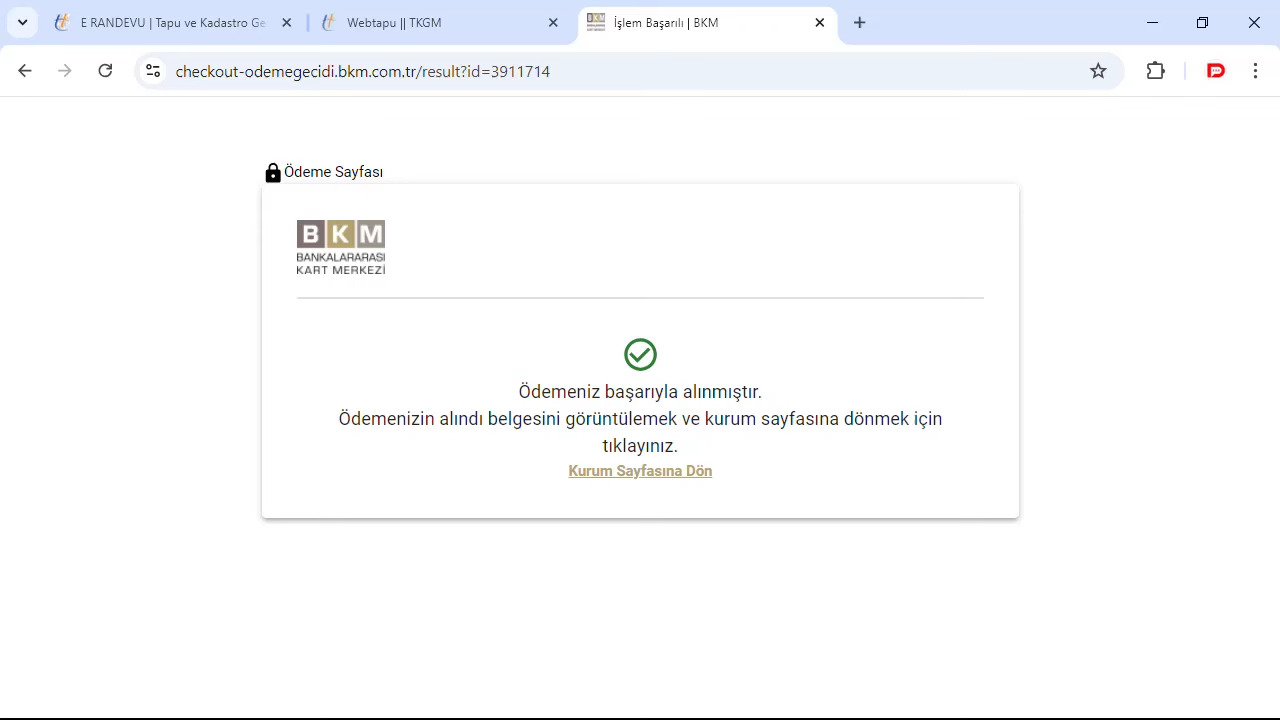 E RANDEVU | Tapu ve Kadastro Ge
Webtapu || TKGM
İşlem Başarılı | BKM
checkout-odemegecidi.bkm.com.tr/result?id=3911714
Ödeme Sayfası
BKM
BANKALARARASI
KART MERKEZİ
Ödemeniz başarıyla alınmıştır.
Ödemenizin alındı belgesini görüntülemek ve kurum sayfasına dönmek için
tıklayınız.
Kurum Sayfasına Dön